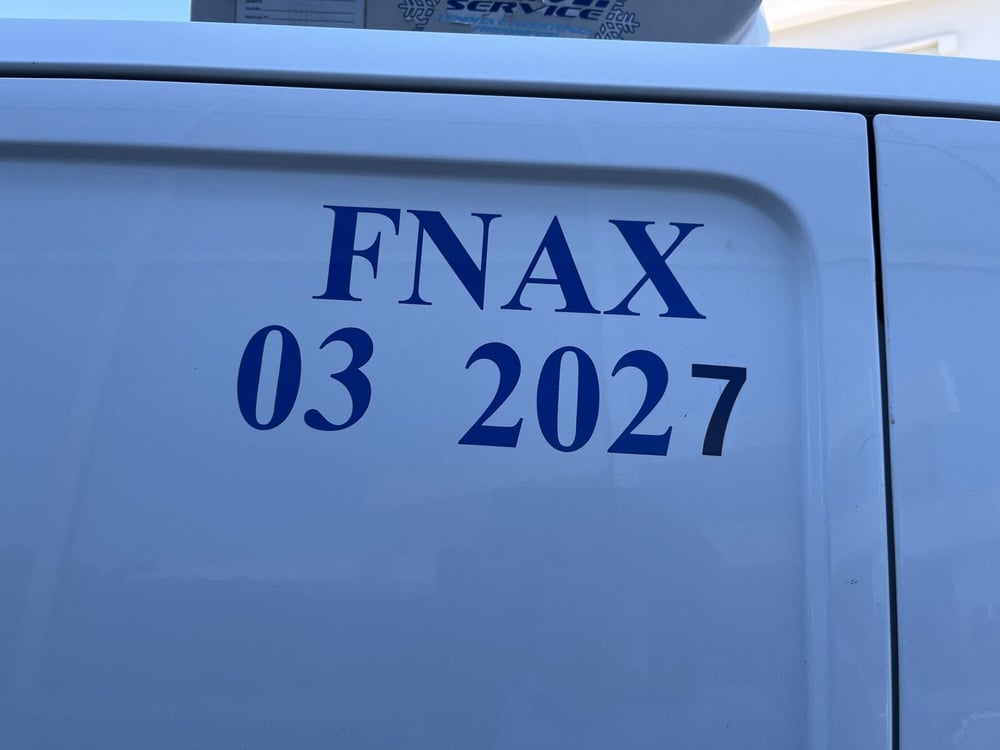 SERVICE
FNAX
03 2027